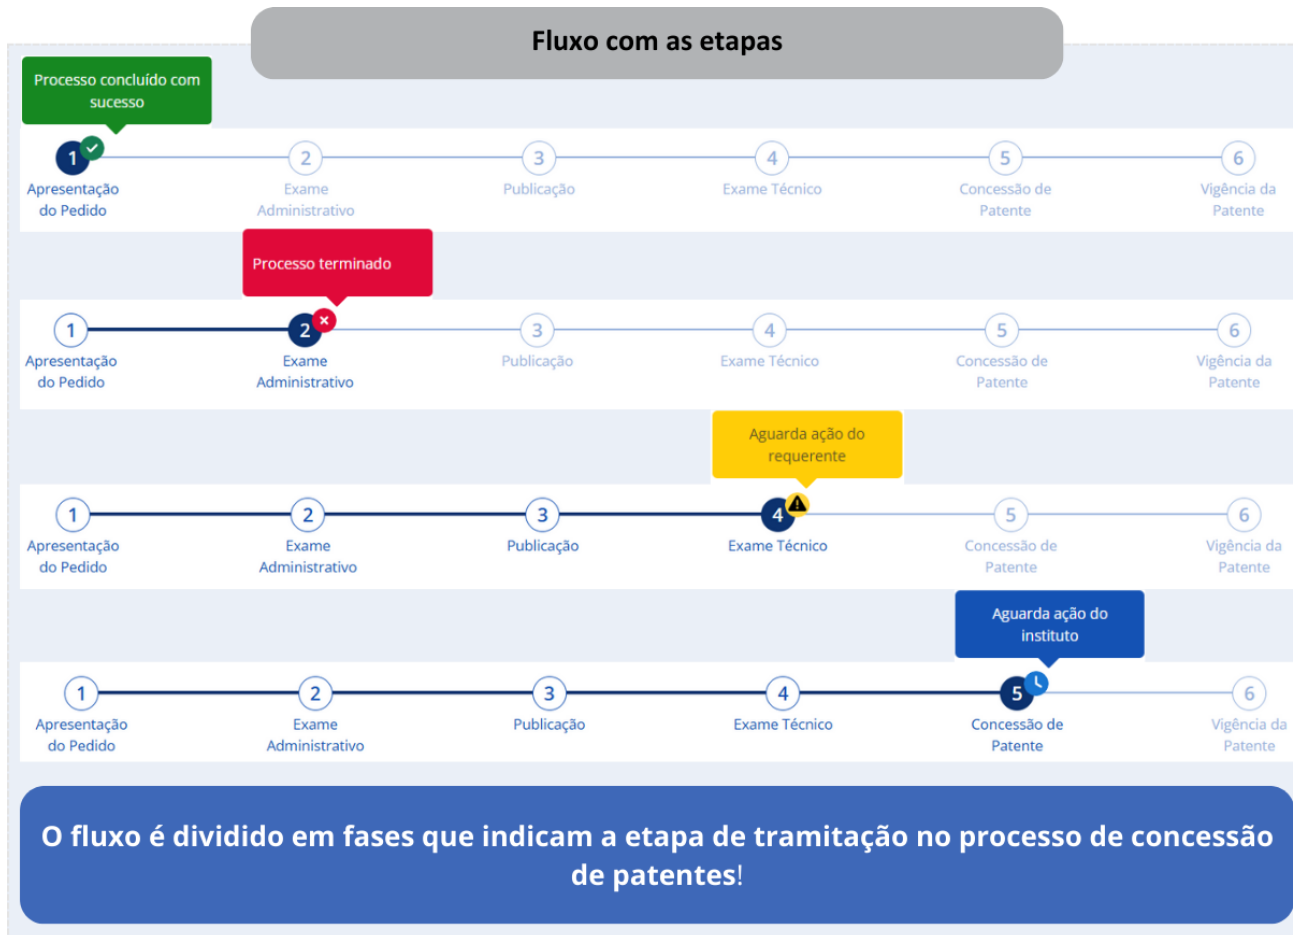 Fluxo com as etapas
Processo concluído com
sucesso
1 2 3 4 5 6
Apresentação Exame Publicação Exame Técnico Concessão de Vigência da
do Pedido Administrativo Patente Patente
Processo terminado
1 2 3 4 5 6
Apresentação Exame Publicação Exame Técnico Concessão de Vigência da
do Pedido Administrativo Patente Patente
Aguarda ação do
requerente
1 2 3 4 5 6
Apresentação Exame Publicação Exame Técnico Concessão de Vigência da
do Pedido Administrativo Patente Patente
Aguarda ação do
instituto
1 2 3 4 5 6
Apresentação Exame Publicação Exame Técnico Concessão de Vigência da
do Pedido Administrativo Patente Patente
O fluxo é dividido em fases que indicam a etapa de tramitação no processo de concessão
de patentes!